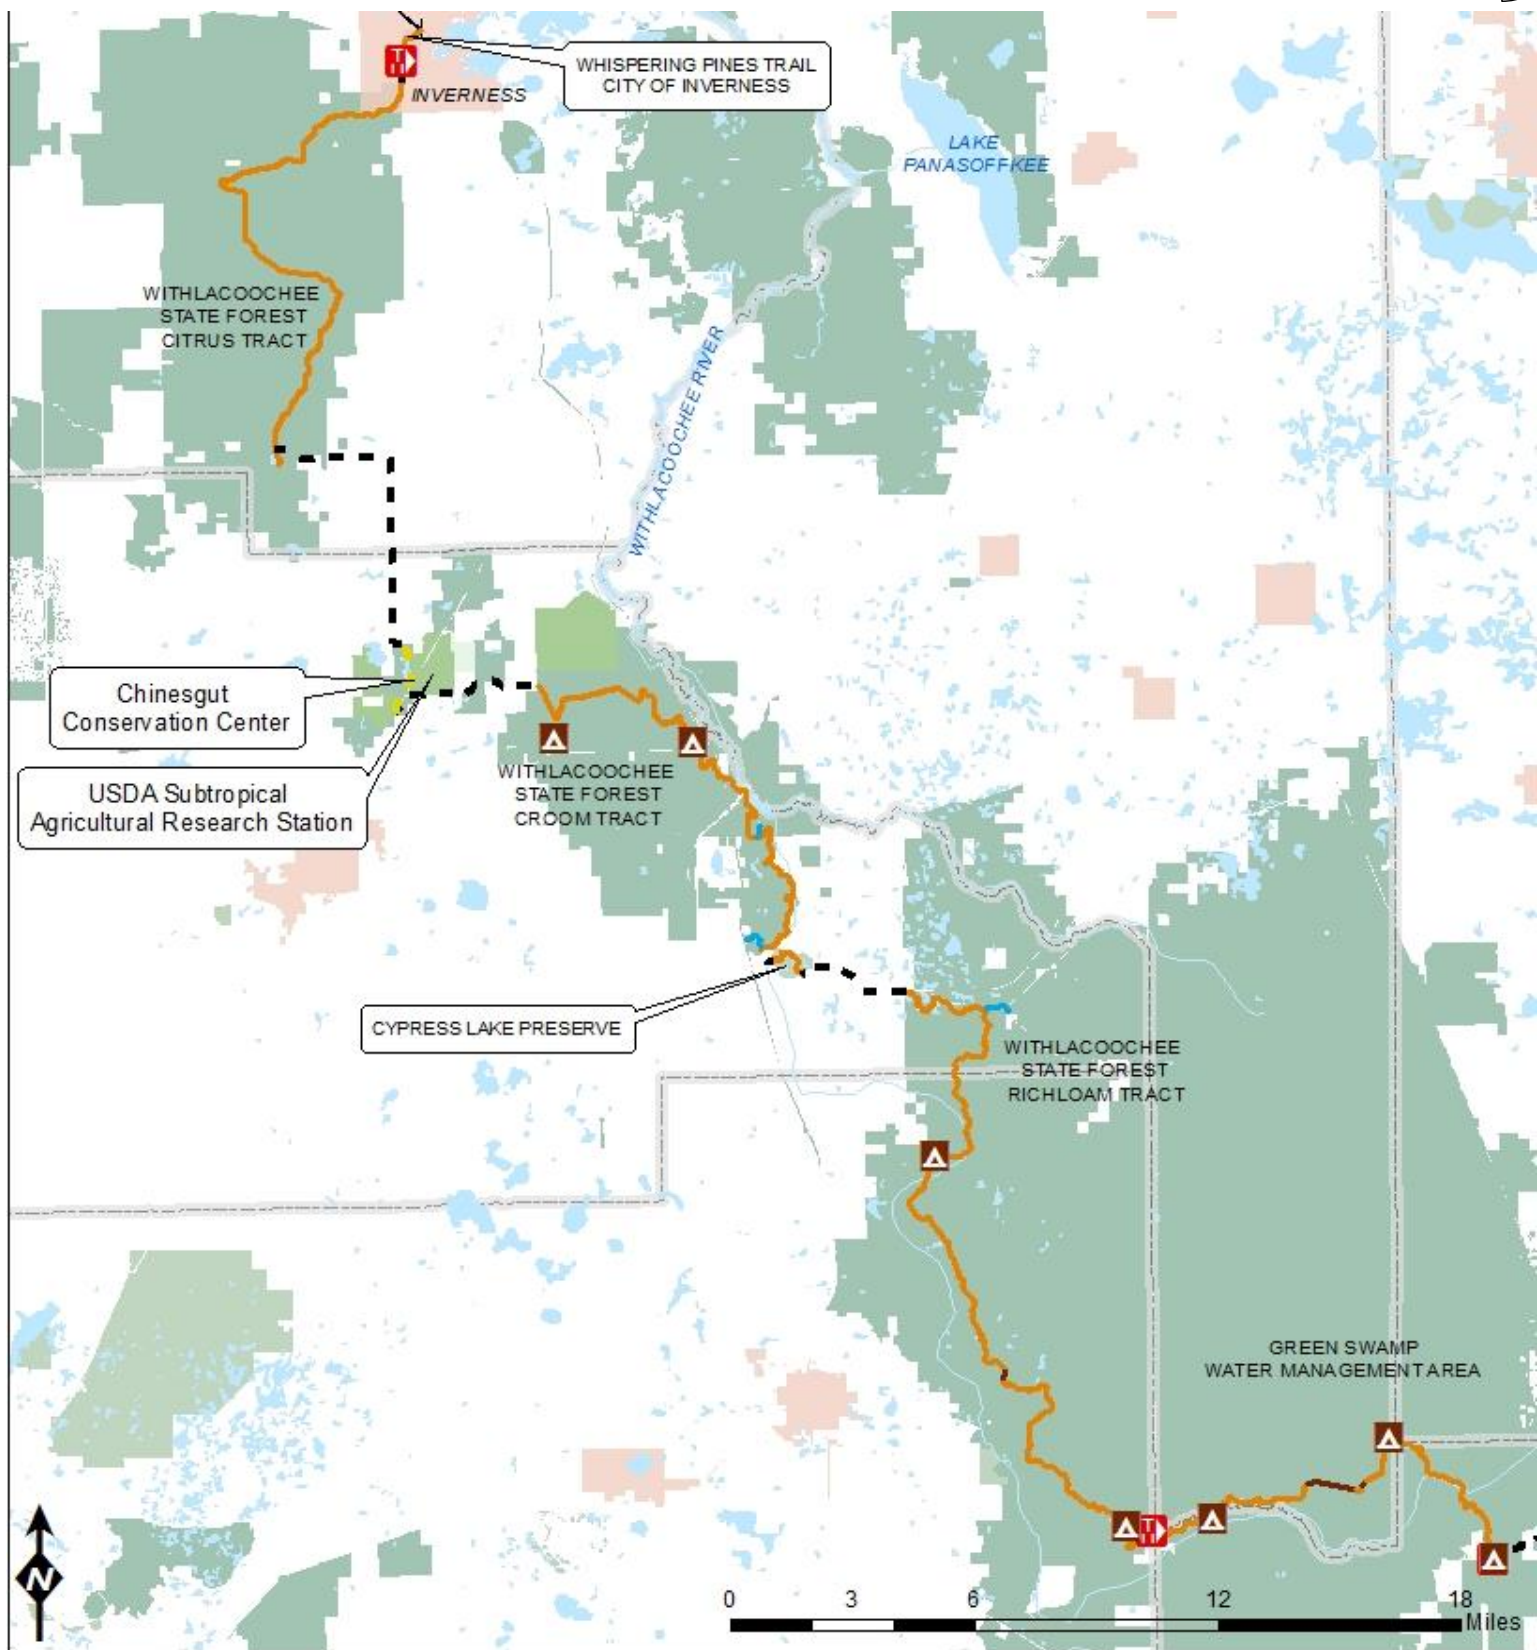 WHISPERING PINES TRAIL
CITY OF INVERNESS
TH
INVERNESS
LAKE
PANASOFFKEE
WITHLACOOCHEE
STATE FOREST
CITRUS TRACT
WITHLACOOCHEE RIVER
Chinesgut
Conservation Center
USDA Subtropical
Agricultural Research Station
WITHLACOOCHEE
STATE FOREST
CROOM TRACT
CYPRESS LAKE PRESERVE
WITHLACOOCHEE
STATE FOREST
RICHLOAM TRACT
GREEN SWAMP
WATER MANAGEMENT AREA
TH
N
0 3 6 12 18
Miles